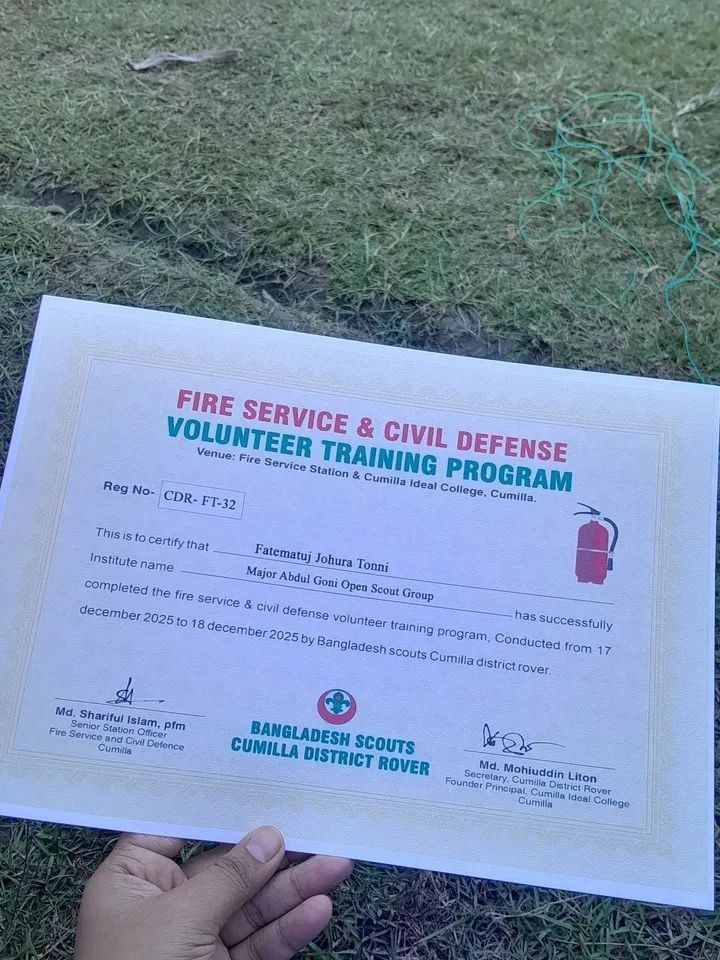 FIRE SERVICE & CIVIL DEFENSE
VOLUNTEER TRAINING PROGRAM
Venue: Fire Service Station & Cumilla Ideal College, Cumilla.
Reg No- CDR- FT-32
This is to certify that Fatematuj Johura Tonni
Institute name Major Abdul Goni Open Scout Group has successfully
completed the fire service & civil defense volunteer training program, Conducted from 17
december 2025 to 18 december 2025 by Bangladesh scouts Cumilla district rover.
Md. Shariful Islam, pfm
Senior Station Officer
Fire Service and Civil Defence
Cumilla
BANGLADESH SCOUTS
CUMILLA DISTRICT ROVER
Md. Mohiuddin Liton
Secretary, Cumilla District Rover
Founder Principal, Cumilla Ideal College
Cumilla